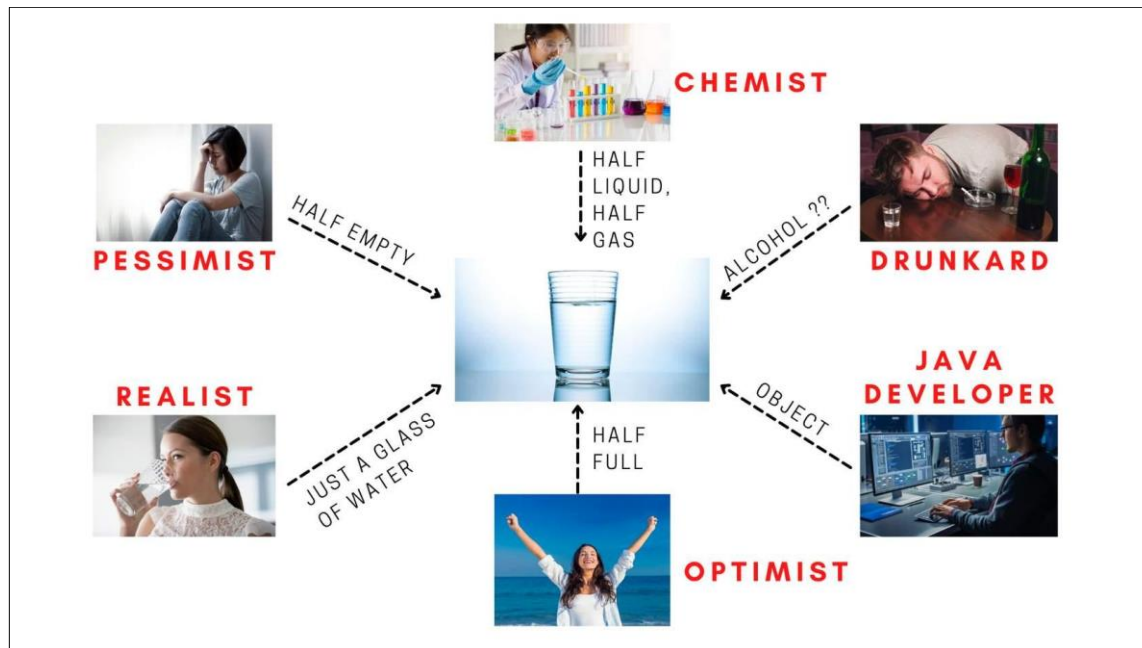 CHEMIST
HALF
LIQUID,
HALF
GAS
PESSIMIST
HALF EMPTY
ALCOHOL ??
DRUNKARD
REALIST
JUST A GLASS
OF WATER
JAVA
DEVELOPER
OBJECT
HALF
FULL
OPTIMIST